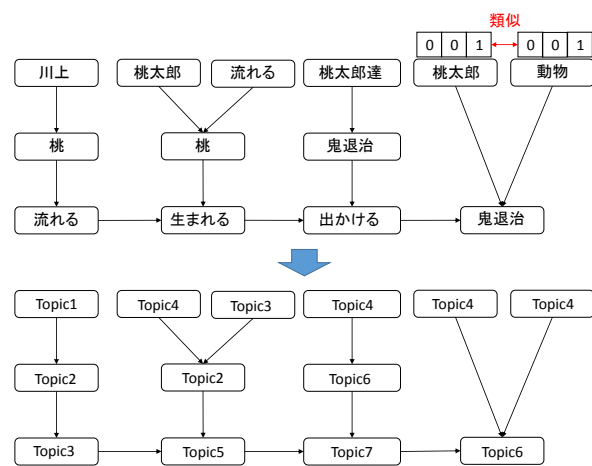 類似
0 0 1 0 0 1
川上 桃太郎 流れる 桃太郎達 桃太郎 動物
桃 桃 鬼退治
流れる 生まれる 出かける 鬼退治
Topic1 Topic4 Topic3 Topic4 Topic4 Topic4
Topic2 Topic2 Topic6
Topic3 Topic5 Topic7 Topic6